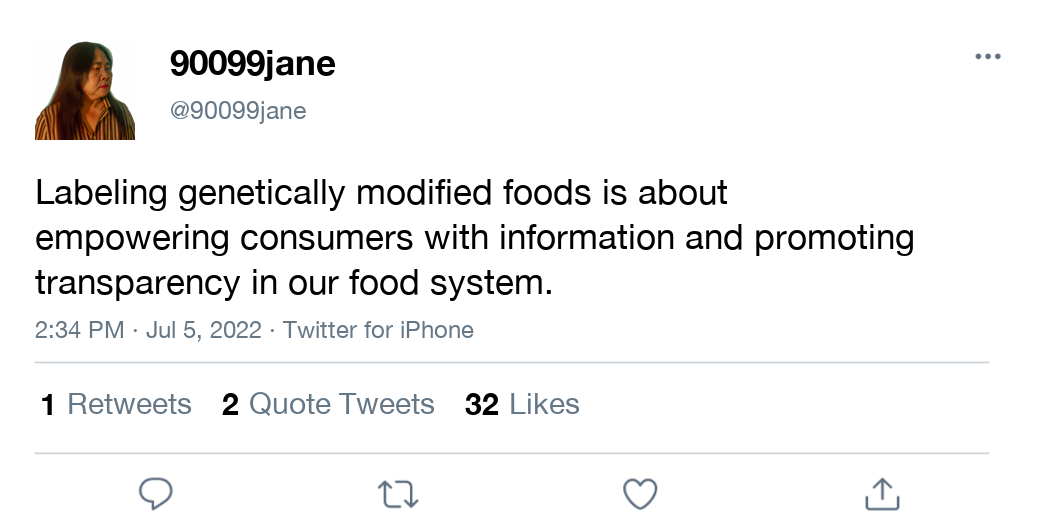 90099jane
@90099jane
Labeling genetically modified foods is about
empowering consumers with information and promoting
transparency in our food system.
2:34 PM · Jul 5, 2022 · Twitter for iPhone
1 Retweets 2 Quote Tweets 32 Likes